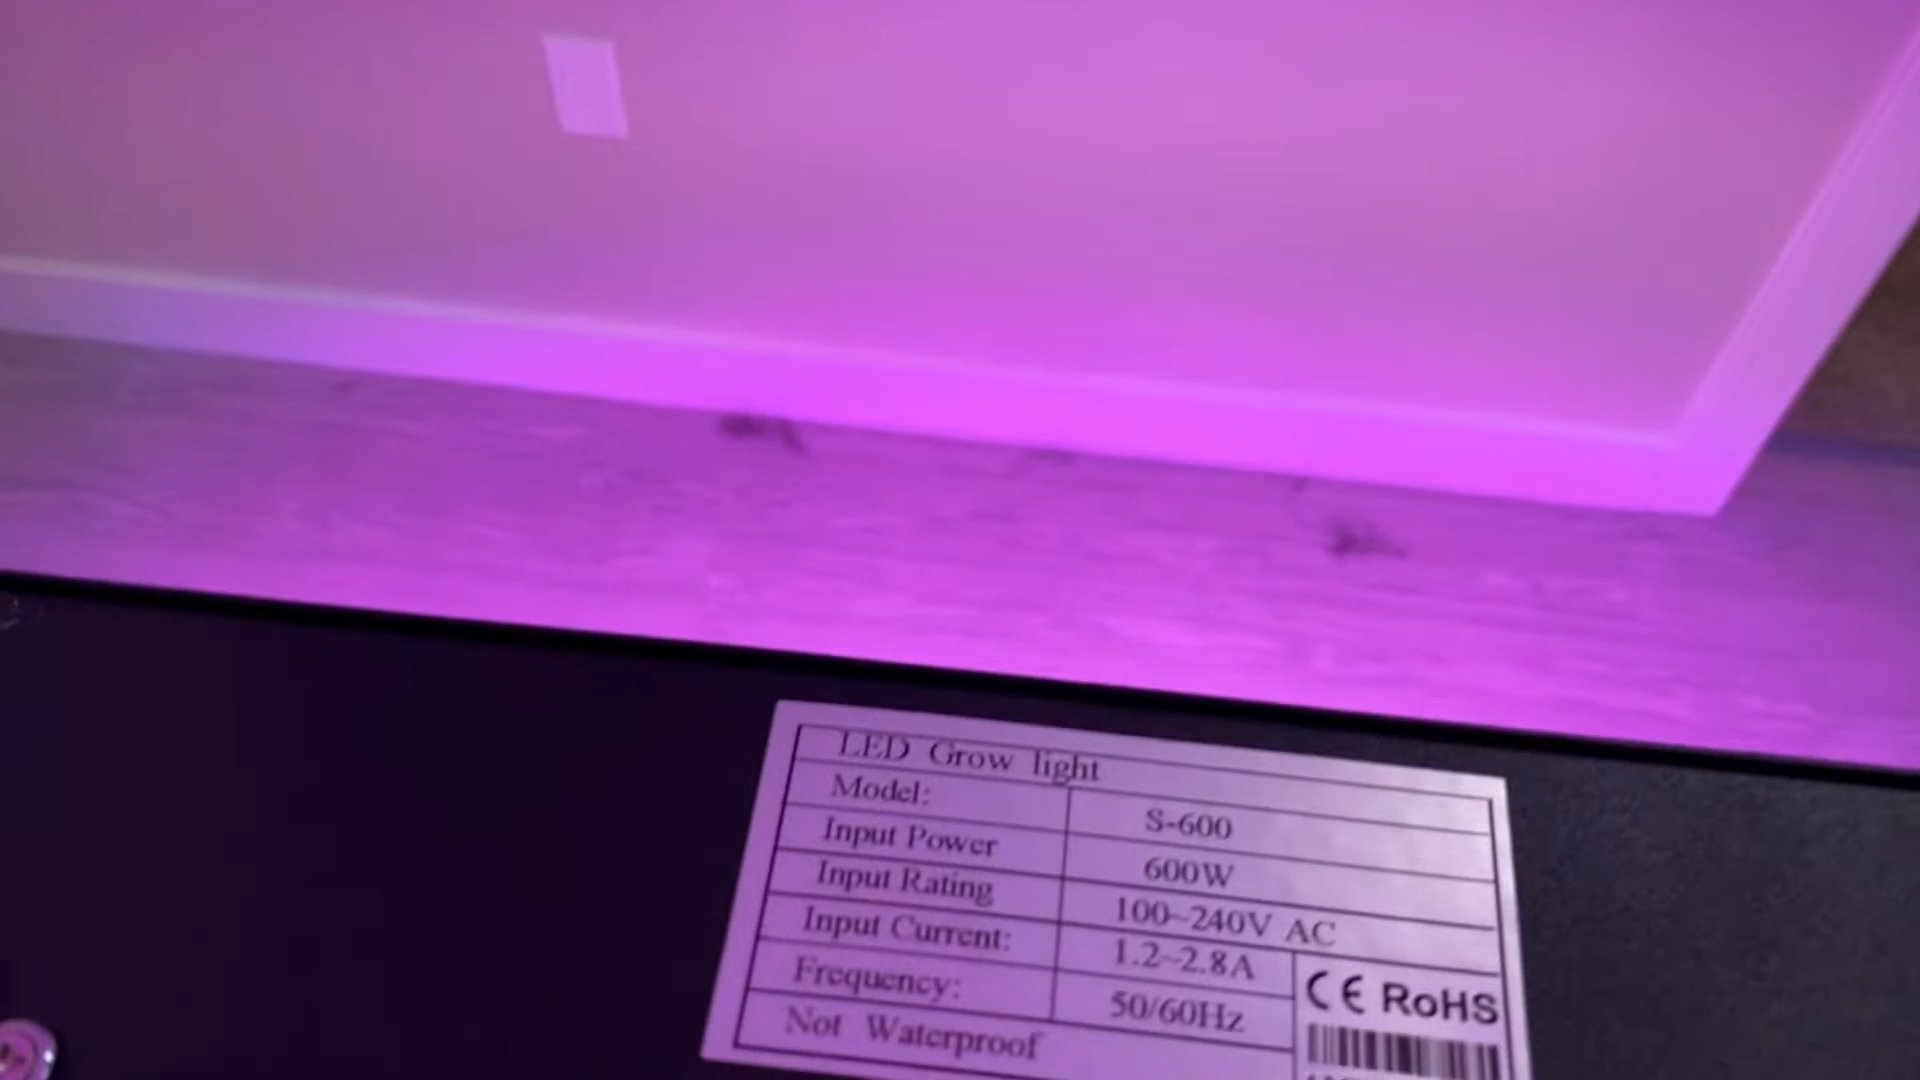 LED Grow light
Model: S-600
Input Power 600W
Input Rating 100~240V AC
Input Current: 1.2~2.8A
Frequency: 50/60Hz
Not Waterproof
CE RoHS